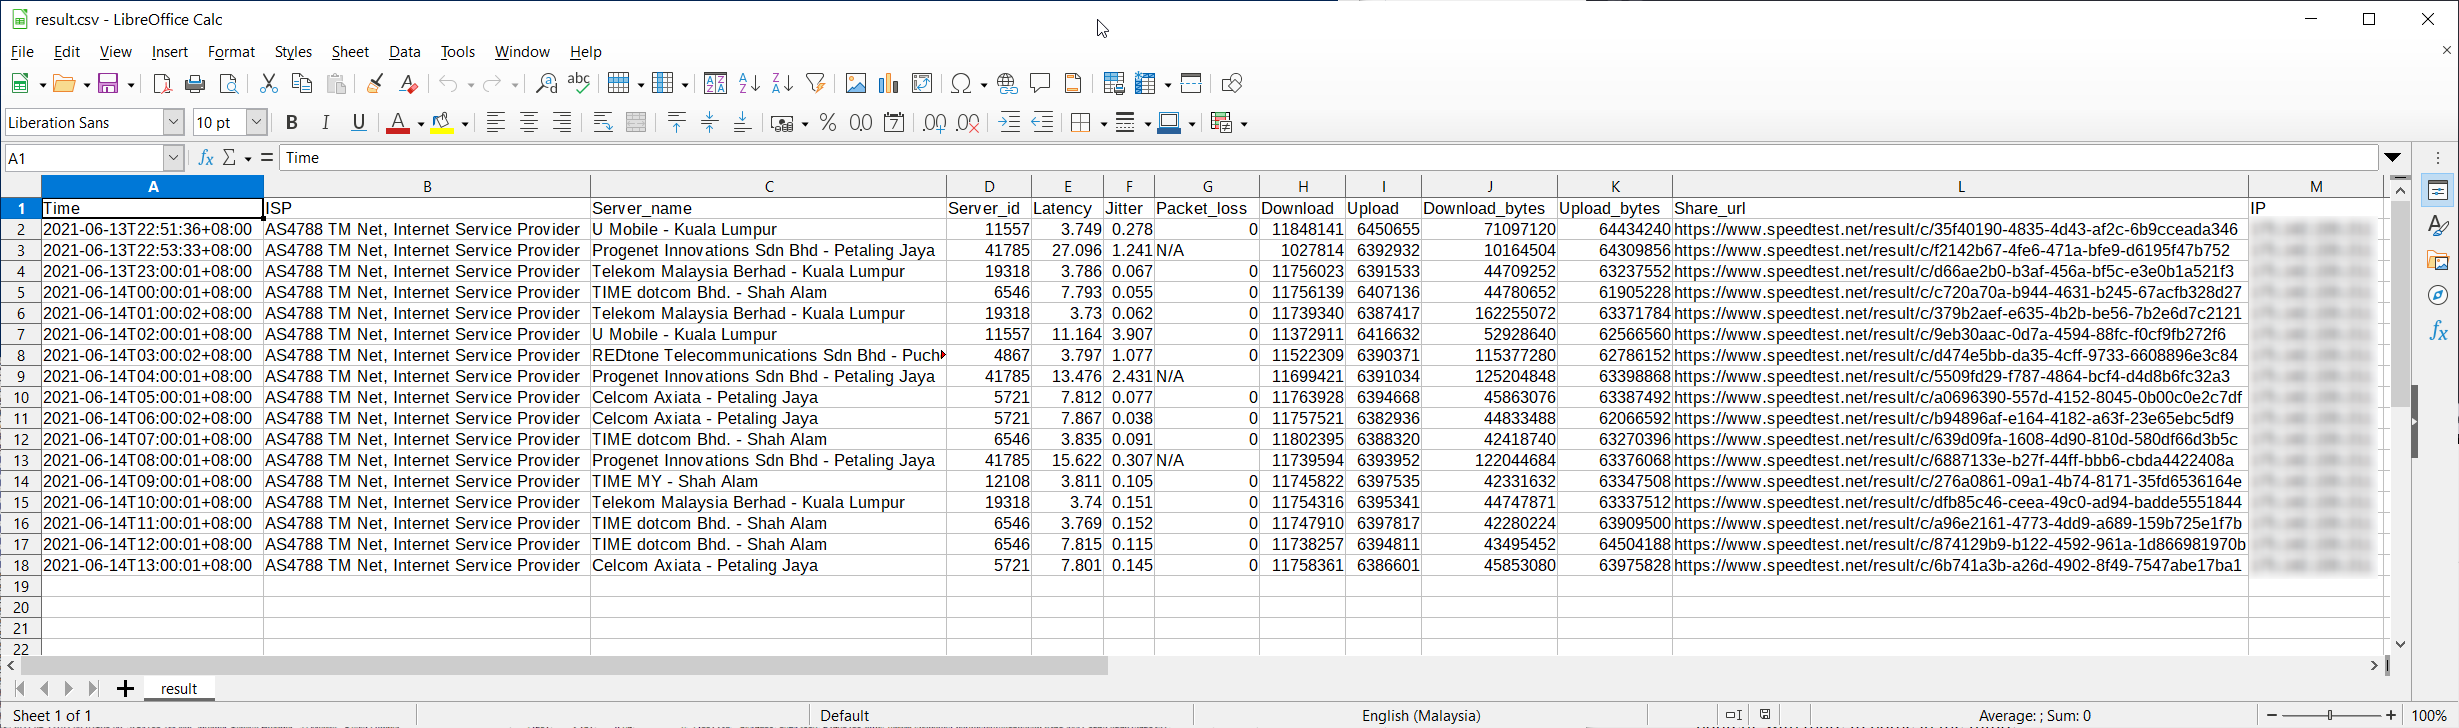 result.csv - LibreOffice Calc
File Edit View Insert Format Styles Sheet Data Tools Window Help
Liberation Sans 10 pt
A1 Time
A B C D E F G H I J K L M
1 Time ISP Server_name Server_id Latency Jitter Packet_loss Download Upload Download_bytes Upload_bytes Share_url IP
2 2021-06-13T22:51:36+08:00 AS4788 TM Net, Internet Service Provider U Mobile - Kuala Lumpur 11557 3.749 0.278 0 11848141 6450655 71097120 64434240 https://www.speedtest.net/result/c/35f40190-4835-4d43-af2c-6b9cceada346
3 2021-06-13T22:53:33+08:00 AS4788 TM Net, Internet Service Provider Progenet Innovations Sdn Bhd - Petaling Jaya 41785 27.096 1.241 N/A 1027814 6392932 10164504 64309856 https://www.speedtest.net/result/c/f2142b67-4fe6-471a-bfe9-d6195f47b752
4 2021-06-13T23:00:01+08:00 AS4788 TM Net, Internet Service Provider Telekom Malaysia Berhad - Kuala Lumpur 19318 3.786 0.067 0 11756023 6391533 44709252 63237552 https://www.speedtest.net/result/c/d66ae2b0-b3af-456a-bf5c-e3e0b1a521f3
5 2021-06-14T00:00:01+08:00 AS4788 TM Net, Internet Service Provider TIME dotcom Bhd. - Shah Alam 6546 7.793 0.055 0 11756139 6407136 44780652 61905228 https://www.speedtest.net/result/c/c720a70a-b944-4631-b245-67acfb328d27
6 2021-06-14T01:00:02+08:00 AS4788 TM Net, Internet Service Provider Telekom Malaysia Berhad - Kuala Lumpur 19318 3.73 0.062 0 11739340 6387417 162255072 63371784 https://www.speedtest.net/result/c/379b2aef-e635-4b2b-be56-7b2e6d7c2121
7 2021-06-14T02:00:01+08:00 AS4788 TM Net, Internet Service Provider U Mobile - Kuala Lumpur 11557 11.164 3.907 0 11372911 6416632 52928640 62566560 https://www.speedtest.net/result/c/9eb30aac-0d7a-4594-88fc-f0cf9fb272f6
8 2021-06-14T03:00:02+08:00 AS4788 TM Net, Internet Service Provider REDtone Telecommunications Sdn Bhd - Puch 4867 3.797 1.077 0 11522309 6390371 115377280 62786152 https://www.speedtest.net/result/c/d474e5bb-da35-4cff-9733-6608896e3c84
9 2021-06-14T04:00:01+08:00 AS4788 TM Net, Internet Service Provider Progenet Innovations Sdn Bhd - Petaling Jaya 41785 13.476 2.431 N/A 11699421 6391034 125204848 63398868 https://www.speedtest.net/result/c/5509fd29-f787-4864-bcf4-d4d8b6fc32a3
10 2021-06-14T05:00:01+08:00 AS4788 TM Net, Internet Service Provider Celcom Axiata - Petaling Jaya 5721 7.812 0.077 0 11763928 6394668 45863076 63387492 https://www.speedtest.net/result/c/a0696390-557d-4152-8045-0b00c0e2c7df
11 2021-06-14T06:00:02+08:00 AS4788 TM Net, Internet Service Provider Celcom Axiata - Petaling Jaya 5721 7.867 0.038 0 11757521 6382936 44833488 62066592 https://www.speedtest.net/result/c/b94896af-e164-4182-a63f-23e65ebc5df9
12 2021-06-14T07:00:01+08:00 AS4788 TM Net, Internet Service Provider TIME dotcom Bhd. - Shah Alam 6546 3.835 0.091 0 11802395 6388320 42418740 63270396 https://www.speedtest.net/result/c/639d09fa-1608-4d90-810d-580df66d3b5c
13 2021-06-14T08:00:01+08:00 AS4788 TM Net, Internet Service Provider Progenet Innovations Sdn Bhd - Petaling Jaya 41785 15.622 0.307 N/A 11739594 6393952 122044684 63376068 https://www.speedtest.net/result/c/6887133e-b27f-44ff-bbb6-cbda4422408a
14 2021-06-14T09:00:01+08:00 AS4788 TM Net, Internet Service Provider TIME MY - Shah Alam 12108 3.811 0.105 0 11745822 6397535 42331632 63347508 https://www.speedtest.net/result/c/276a0861-09a1-4b74-8171-35fd6536164e
15 2021-06-14T10:00:01+08:00 AS4788 TM Net, Internet Service Provider Telekom Malaysia Berhad - Kuala Lumpur 19318 3.74 0.151 0 11754316 6395341 44747871 63337512 https://www.speedtest.net/result/c/dfb85c46-ceea-49c0-ad94-badde5551844
16 2021-06-14T11:00:01+08:00 AS4788 TM Net, Internet Service Provider TIME dotcom Bhd. - Shah Alam 6546 3.769 0.152 0 11747910 6397817 42280224 63909500 https://www.speedtest.net/result/c/a96e2161-4773-4dd9-a689-159b725e1f7b
17 2021-06-14T12:00:01+08:00 AS4788 TM Net, Internet Service Provider TIME dotcom Bhd. - Shah Alam 6546 7.815 0.115 0 11738257 6394811 43495452 64504188 https://www.speedtest.net/result/c/874129b9-b122-4592-961a-1d866981970b
18 2021-06-14T13:00:01+08:00 AS4788 TM Net, Internet Service Provider Celcom Axiata - Petaling Jaya 5721 7.801 0.145 0 11758361 6386601 45853080 63975828 https://www.speedtest.net/result/c/6b741a3b-a26d-4902-8f49-7547abe17ba1
19
20
21
22
result
Sheet 1 of 1 Default English (Malaysia) Average: ; Sum: 0 100%